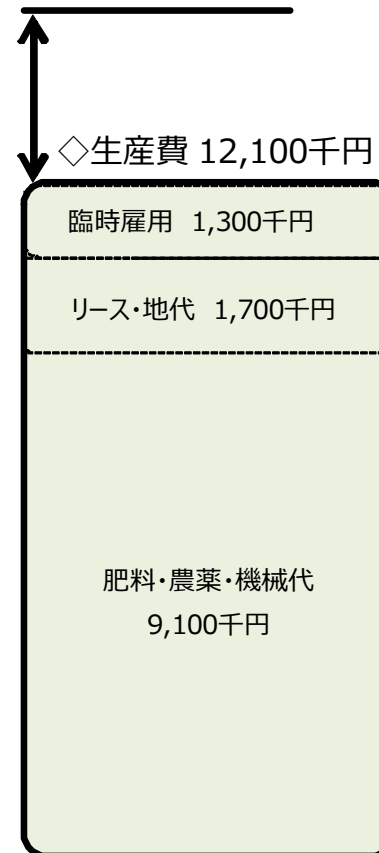 ◇生産費 12,100千円
臨時雇用 1,300千円
リース・地代 1,700千円
肥料・農薬・機械代
9,100千円